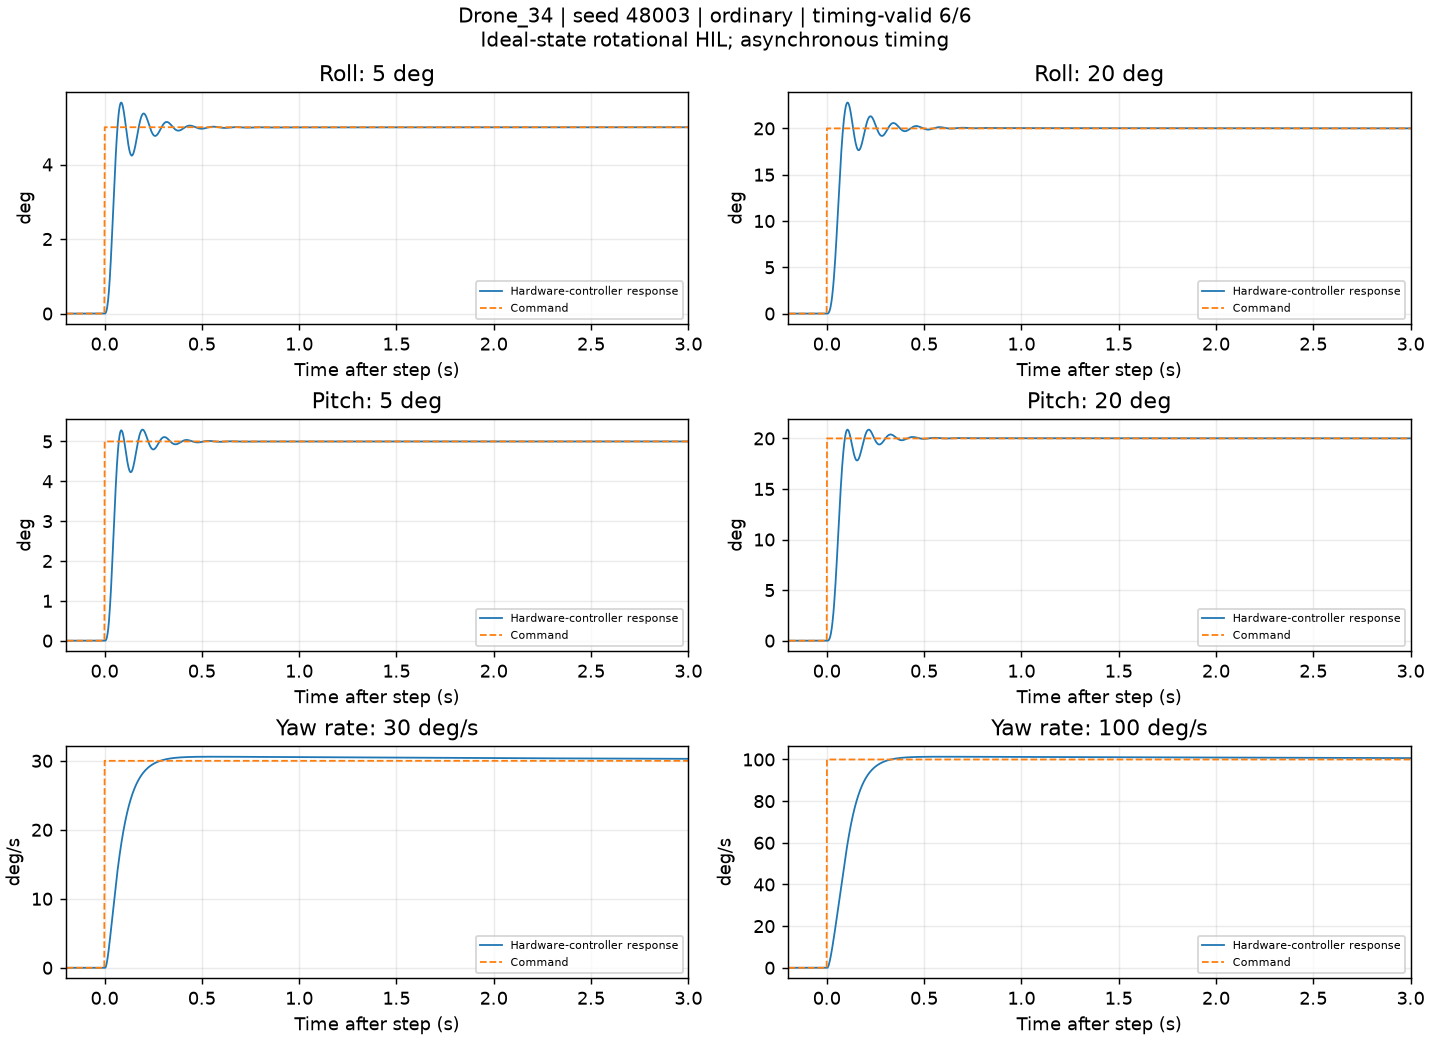 Drone_34 | seed 48003 | ordinary | timing-valid 6/6
Ideal-state rotational HIL; asynchronous timing
Roll: 5 deg
deg
4
2
0
Hardware-controller response
Command
0.0 0.5 1.0 1.5 2.0 2.5 3.0
Time after step (s)
Roll: 20 deg
deg
20
15
10
5
0
Hardware-controller response
Command
0.0 0.5 1.0 1.5 2.0 2.5 3.0
Time after step (s)
Pitch: 5 deg
deg
5
4
3
2
1
0
Hardware-controller response
Command
0.0 0.5 1.0 1.5 2.0 2.5 3.0
Time after step (s)
Pitch: 20 deg
deg
20
15
10
5
0
Hardware-controller response
Command
0.0 0.5 1.0 1.5 2.0 2.5 3.0
Time after step (s)
Yaw rate: 30 deg/s
deg/s
30
20
10
0
Hardware-controller response
Command
0.0 0.5 1.0 1.5 2.0 2.5 3.0
Time after step (s)
Yaw rate: 100 deg/s
deg/s
100
80
60
40
20
0
Hardware-controller response
Command
0.0 0.5 1.0 1.5 2.0 2.5 3.0
Time after step (s)